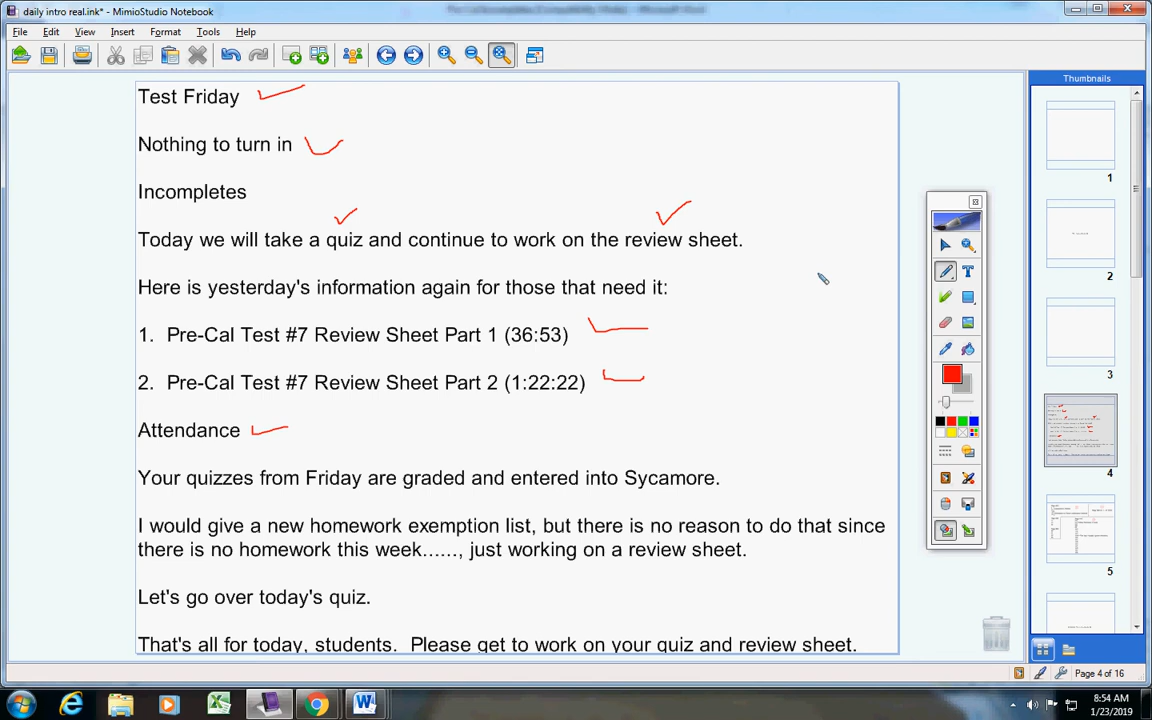 daily intro real.ink* - MimioStudio Notebook
File Edit View Insert Format Tools Help
Thumbnails
Test Friday
Nothing to turn in
Incompletes
Today we will take a quiz and continue to work on the review sheet.
Here is yesterday's information again for those that need it:
1. Pre-Cal Test #7 Review Sheet Part 1 (36:53)
2. Pre-Cal Test #7 Review Sheet Part 2 (1:22:22)
Attendance
Your quizzes from Friday are graded and entered into Sycamore.
I would give a new homework exemption list, but there is no reason to do that since
there is no homework this week......, just working on a review sheet.
Let's go over today's quiz.
That's all for today, students. Please get to work on your quiz and review sheet.
1
2
3
4
5
Page 4 of 16
8:54 AM
1/23/2019